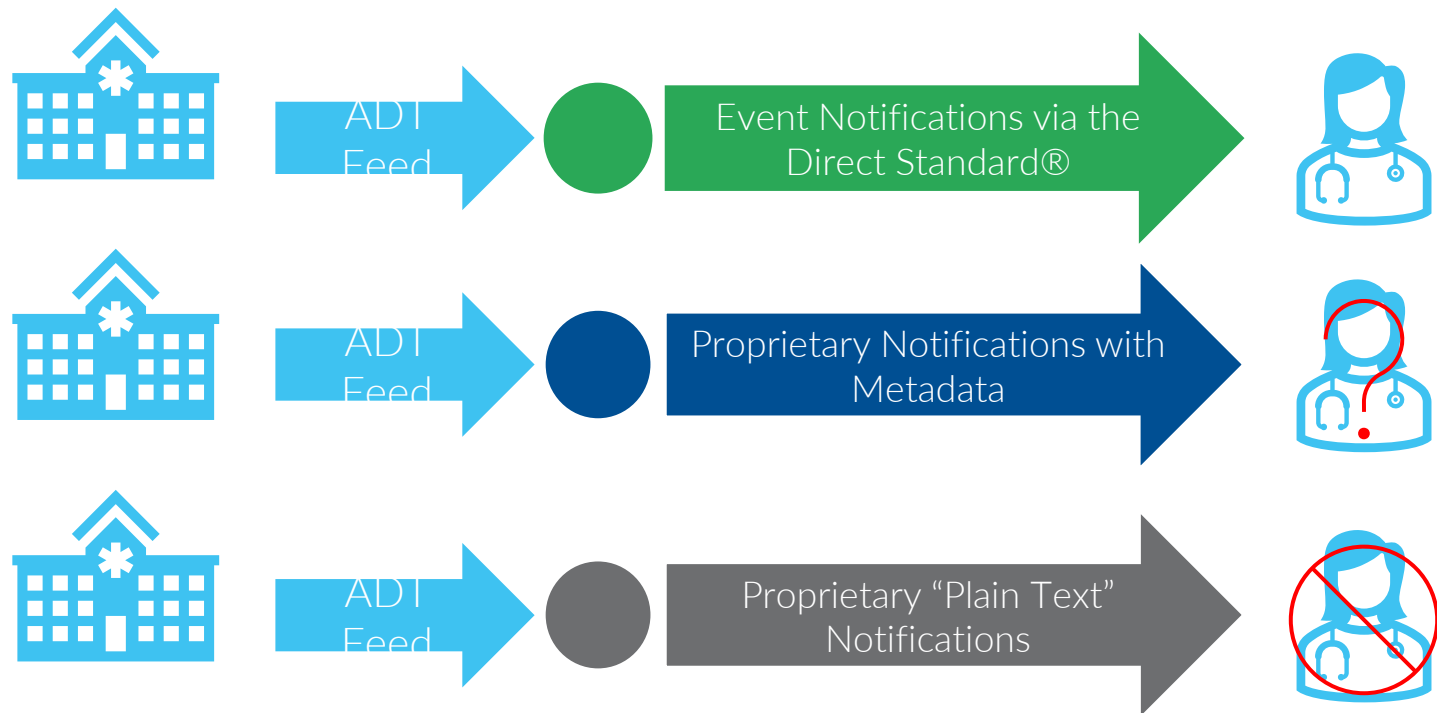 ADT
Feed
Event Notifications via the
Direct Standard®
ADT
Feed
Proprietary Notifications with
Metadata
ADT
Feed
Proprietary “Plain Text”
Notifications